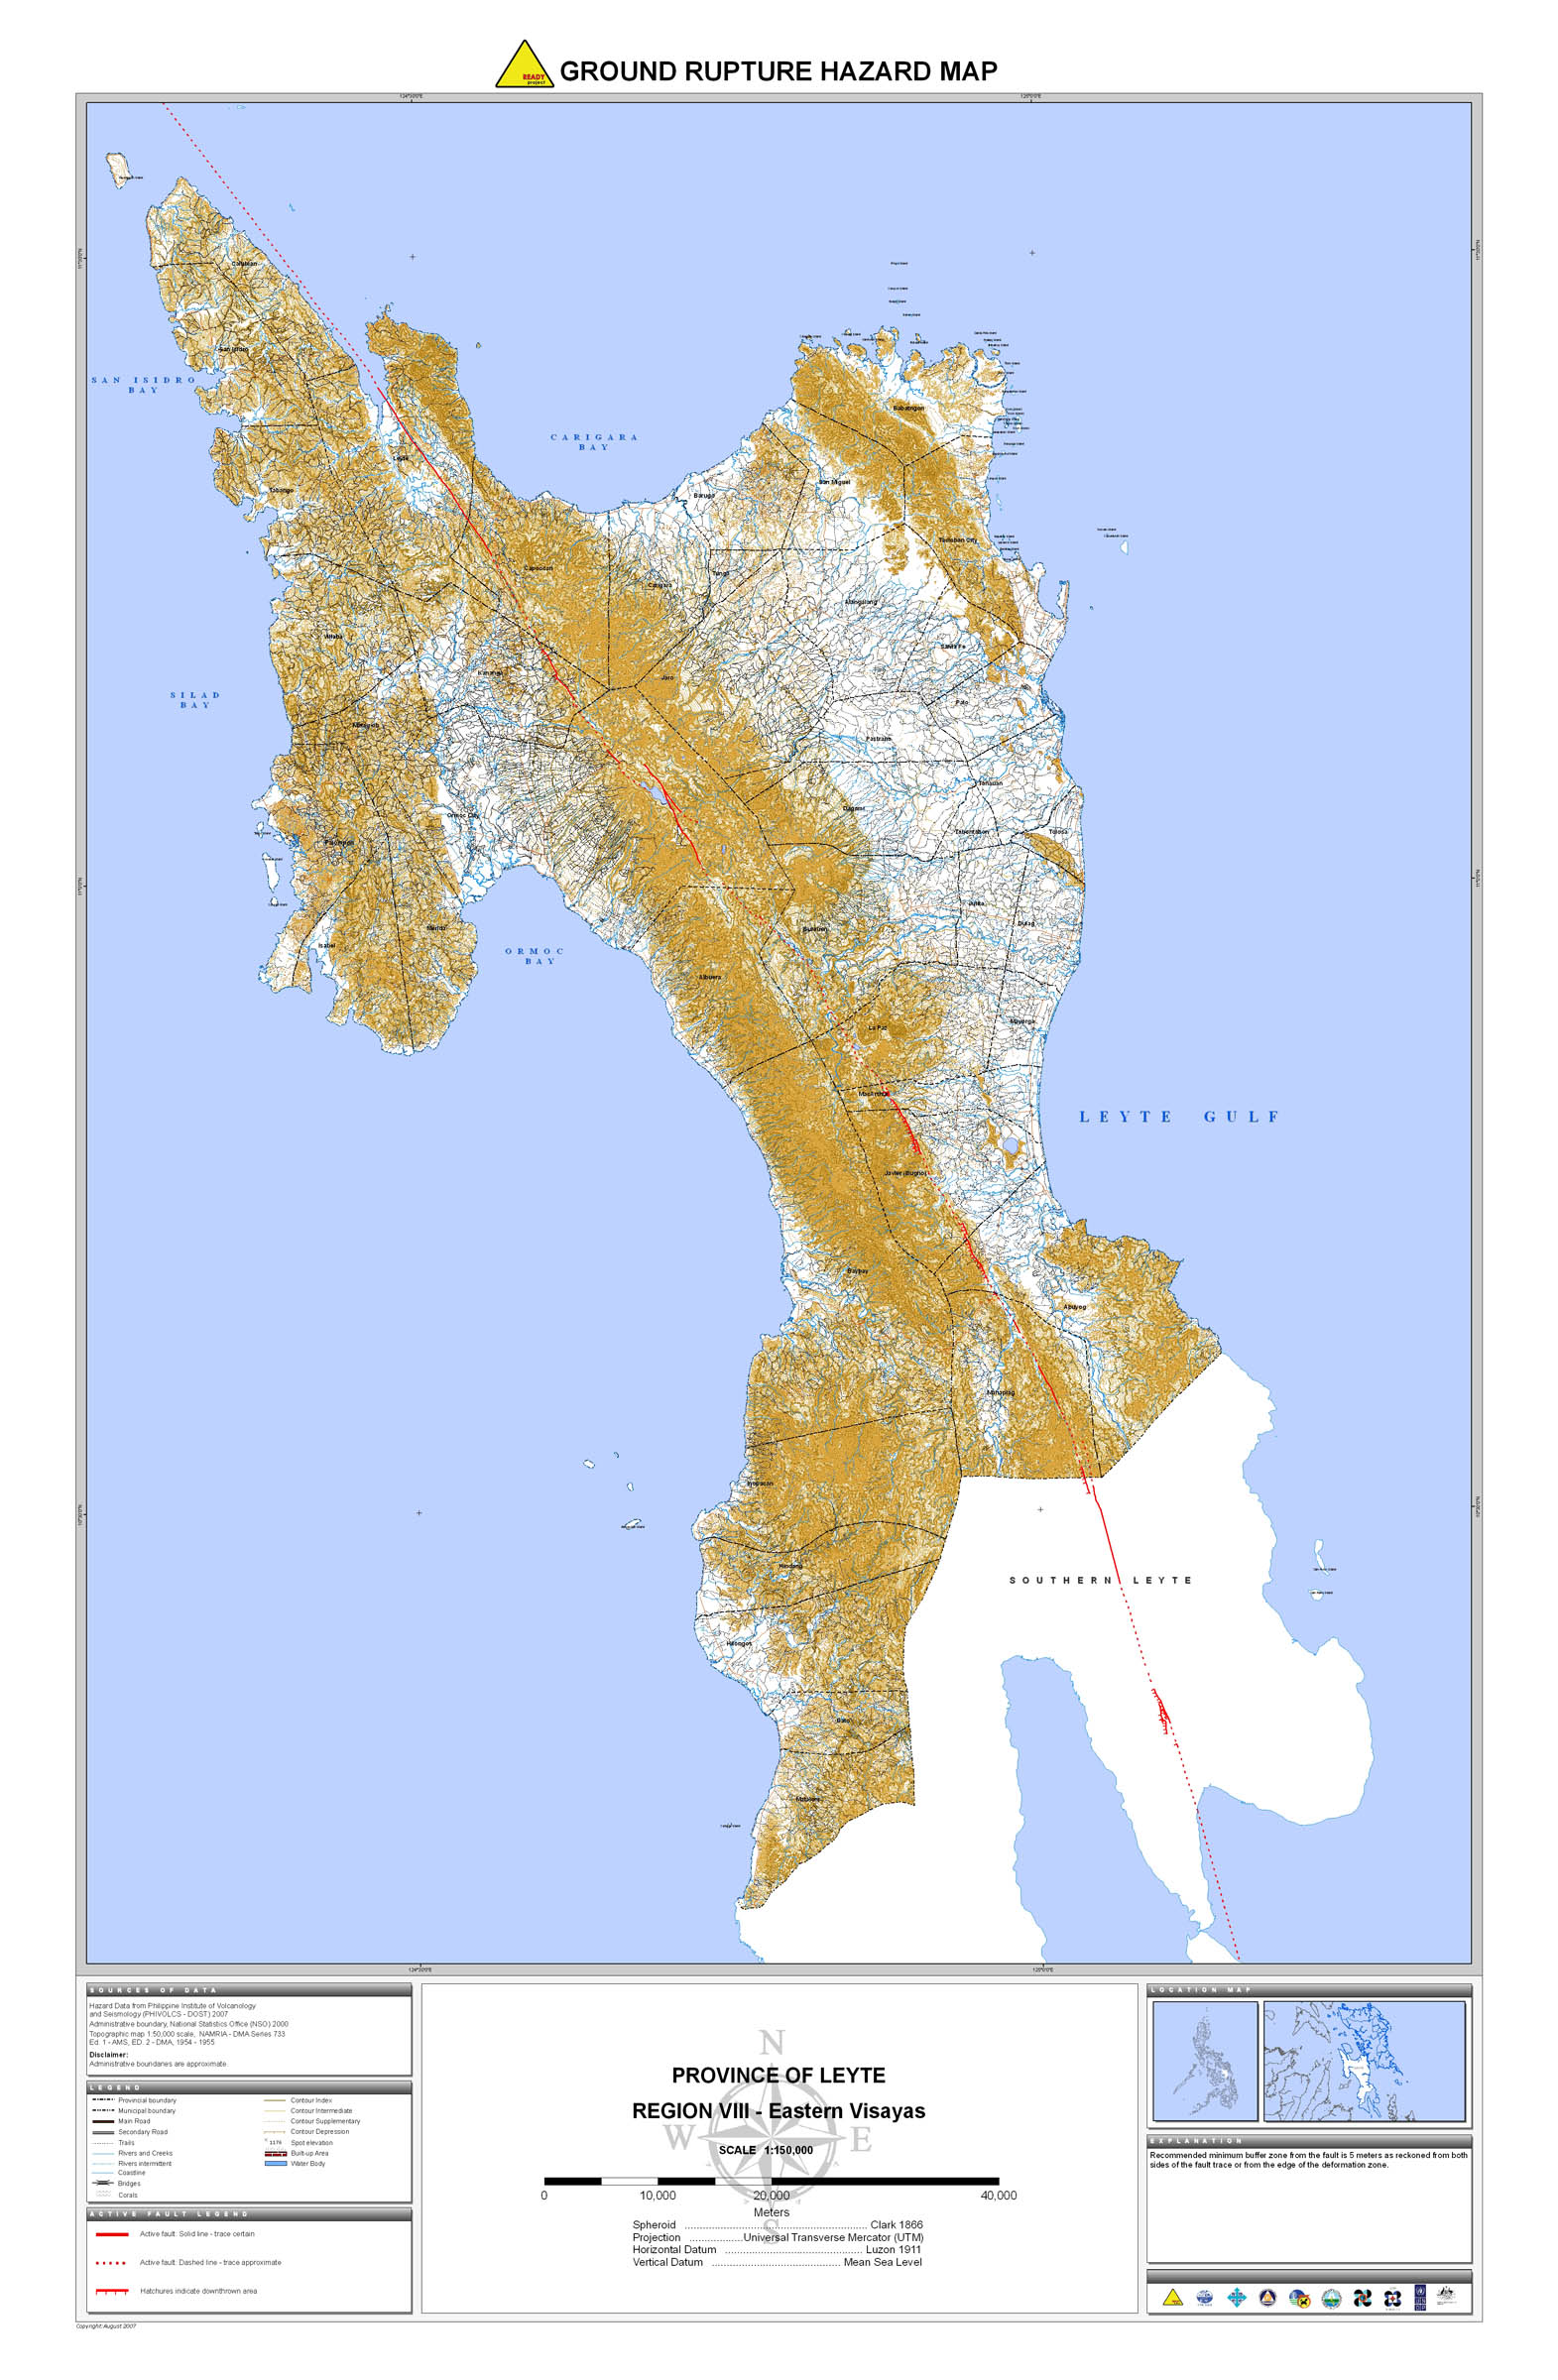 READY
project
GROUND RUPTURE HAZARD MAP
Calubian
San Isidro
SAN ISIDRO
BAY
CARIGARA
BAY
Babatngon
Leyte
Tabango
San Miguel
Barugo
Tacloban City
Capoocan
Carigara
Tunga
Alangalang
Villaba
Santa Fe
Kananga
Jaro
SILAD
BAY
Palo
Matag-ob
Pastrana
Tanauan
Dagami
Ormoc City
Tabontabon
Tolosa
Palompon
Julita
Dulag
Merida
Burauen
Isabel
ORMOC
BAY
Albuera
La Paz
Mayorga
MacArthur
LEYTE GULF
Javier (Bugho)
Baybay
Abuyog
Mahaplag
Inopacan
Hindang
SOUTHERN LEYTE
Hilongos
Bato
Matalom
SOURCES OF DATA
Hazard Data from Philippine Institute of Volcanology
and Seismology (PHIVOLCS - DOST) 2007
Administrative boundary, National Statistics Office (NSO) 2000
Topographic map 1:50,000 scale, NAMRIA - DMA Series 733
Ed. 1 - AMS, ED. 2 - DMA, 1954 - 1955
Disclaimer:
Administrative boundaries are approximate.
LEGEND
Provincial boundary
Municipal boundary
Main Road
Secondary Road
Trails
Rivers and Creeks
Rivers intermittent
Coastline
Bridges
Corals
Contour Index
Contour Intermediate
Contour Supplementary
Contour Depression
1176 Spot elevation
Built-up Area
Water Body
ACTIVE FAULT LEGEND
Active fault: Solid line - trace certain
Active fault: Dashed line - trace approximate
Hatchures indicate downthrown area
Copyright: August 2007
N
PROVINCE OF LEYTE
REGION VIII - Eastern Visayas
W
E
SCALE 1:150,000
0 10,000 20,000 40,000
Meters
S
Spheroid ........ Clark 1866
Projection ........ Universal Transverse Mercator (UTM)
Horizontal Datum ........ Luzon 1911
Vertical Datum ........ Mean Sea Level
LOCATION MAP
EXPLANATION
Recommended minimum buffer zone from the fault is 5 meters as reckoned from both
sides of the fault trace or from the edge of the deformation zone.